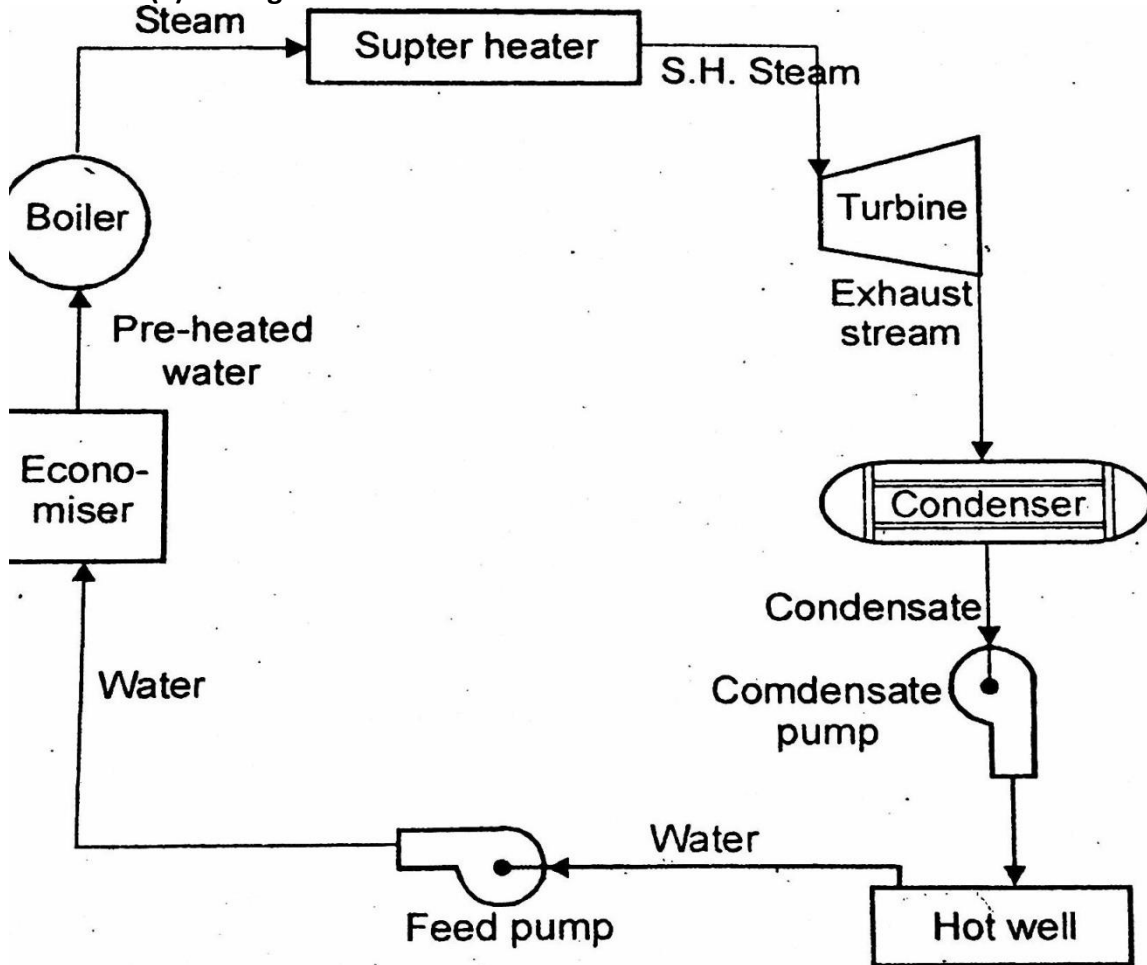 Steam
Supter heater
S.H. Steam
Boiler
Turbine
Exhaust
stream
Pre-heated
water
Econo-
miser
Condenser
Condensate
Water
Comdensate
pump
Water
Feed pump
Hot well